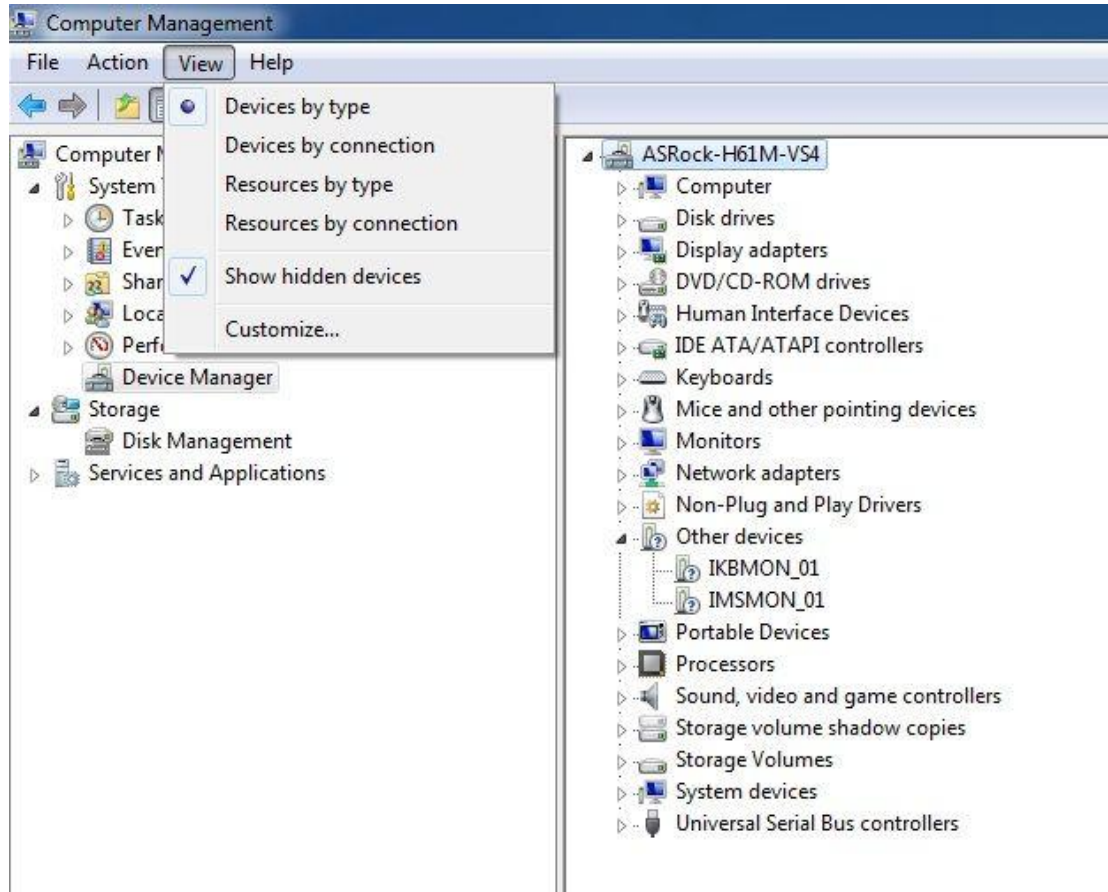 Computer Management
File Action View Help
Devices by type
Devices by connection
Resources by type
Resources by connection
Show hidden devices
Customize...
Computer M
System
Task
Even
Shar
Loca
Perf
Device Manager
Storage
Disk Management
Services and Applications
ASRock-H61M-VS4
Computer
Disk drives
Display adapters
DVD/CD-ROM drives
Human Interface Devices
IDE ATA/ATAPI controllers
Keyboards
Mice and other pointing devices
Monitors
Network adapters
Non-Plug and Play Drivers
Other devices
IKBMON_01
IMSMON_01
Portable Devices
Processors
Sound, video and game controllers
Storage volume shadow copies
Storage Volumes
System devices
Universal Serial Bus controllers